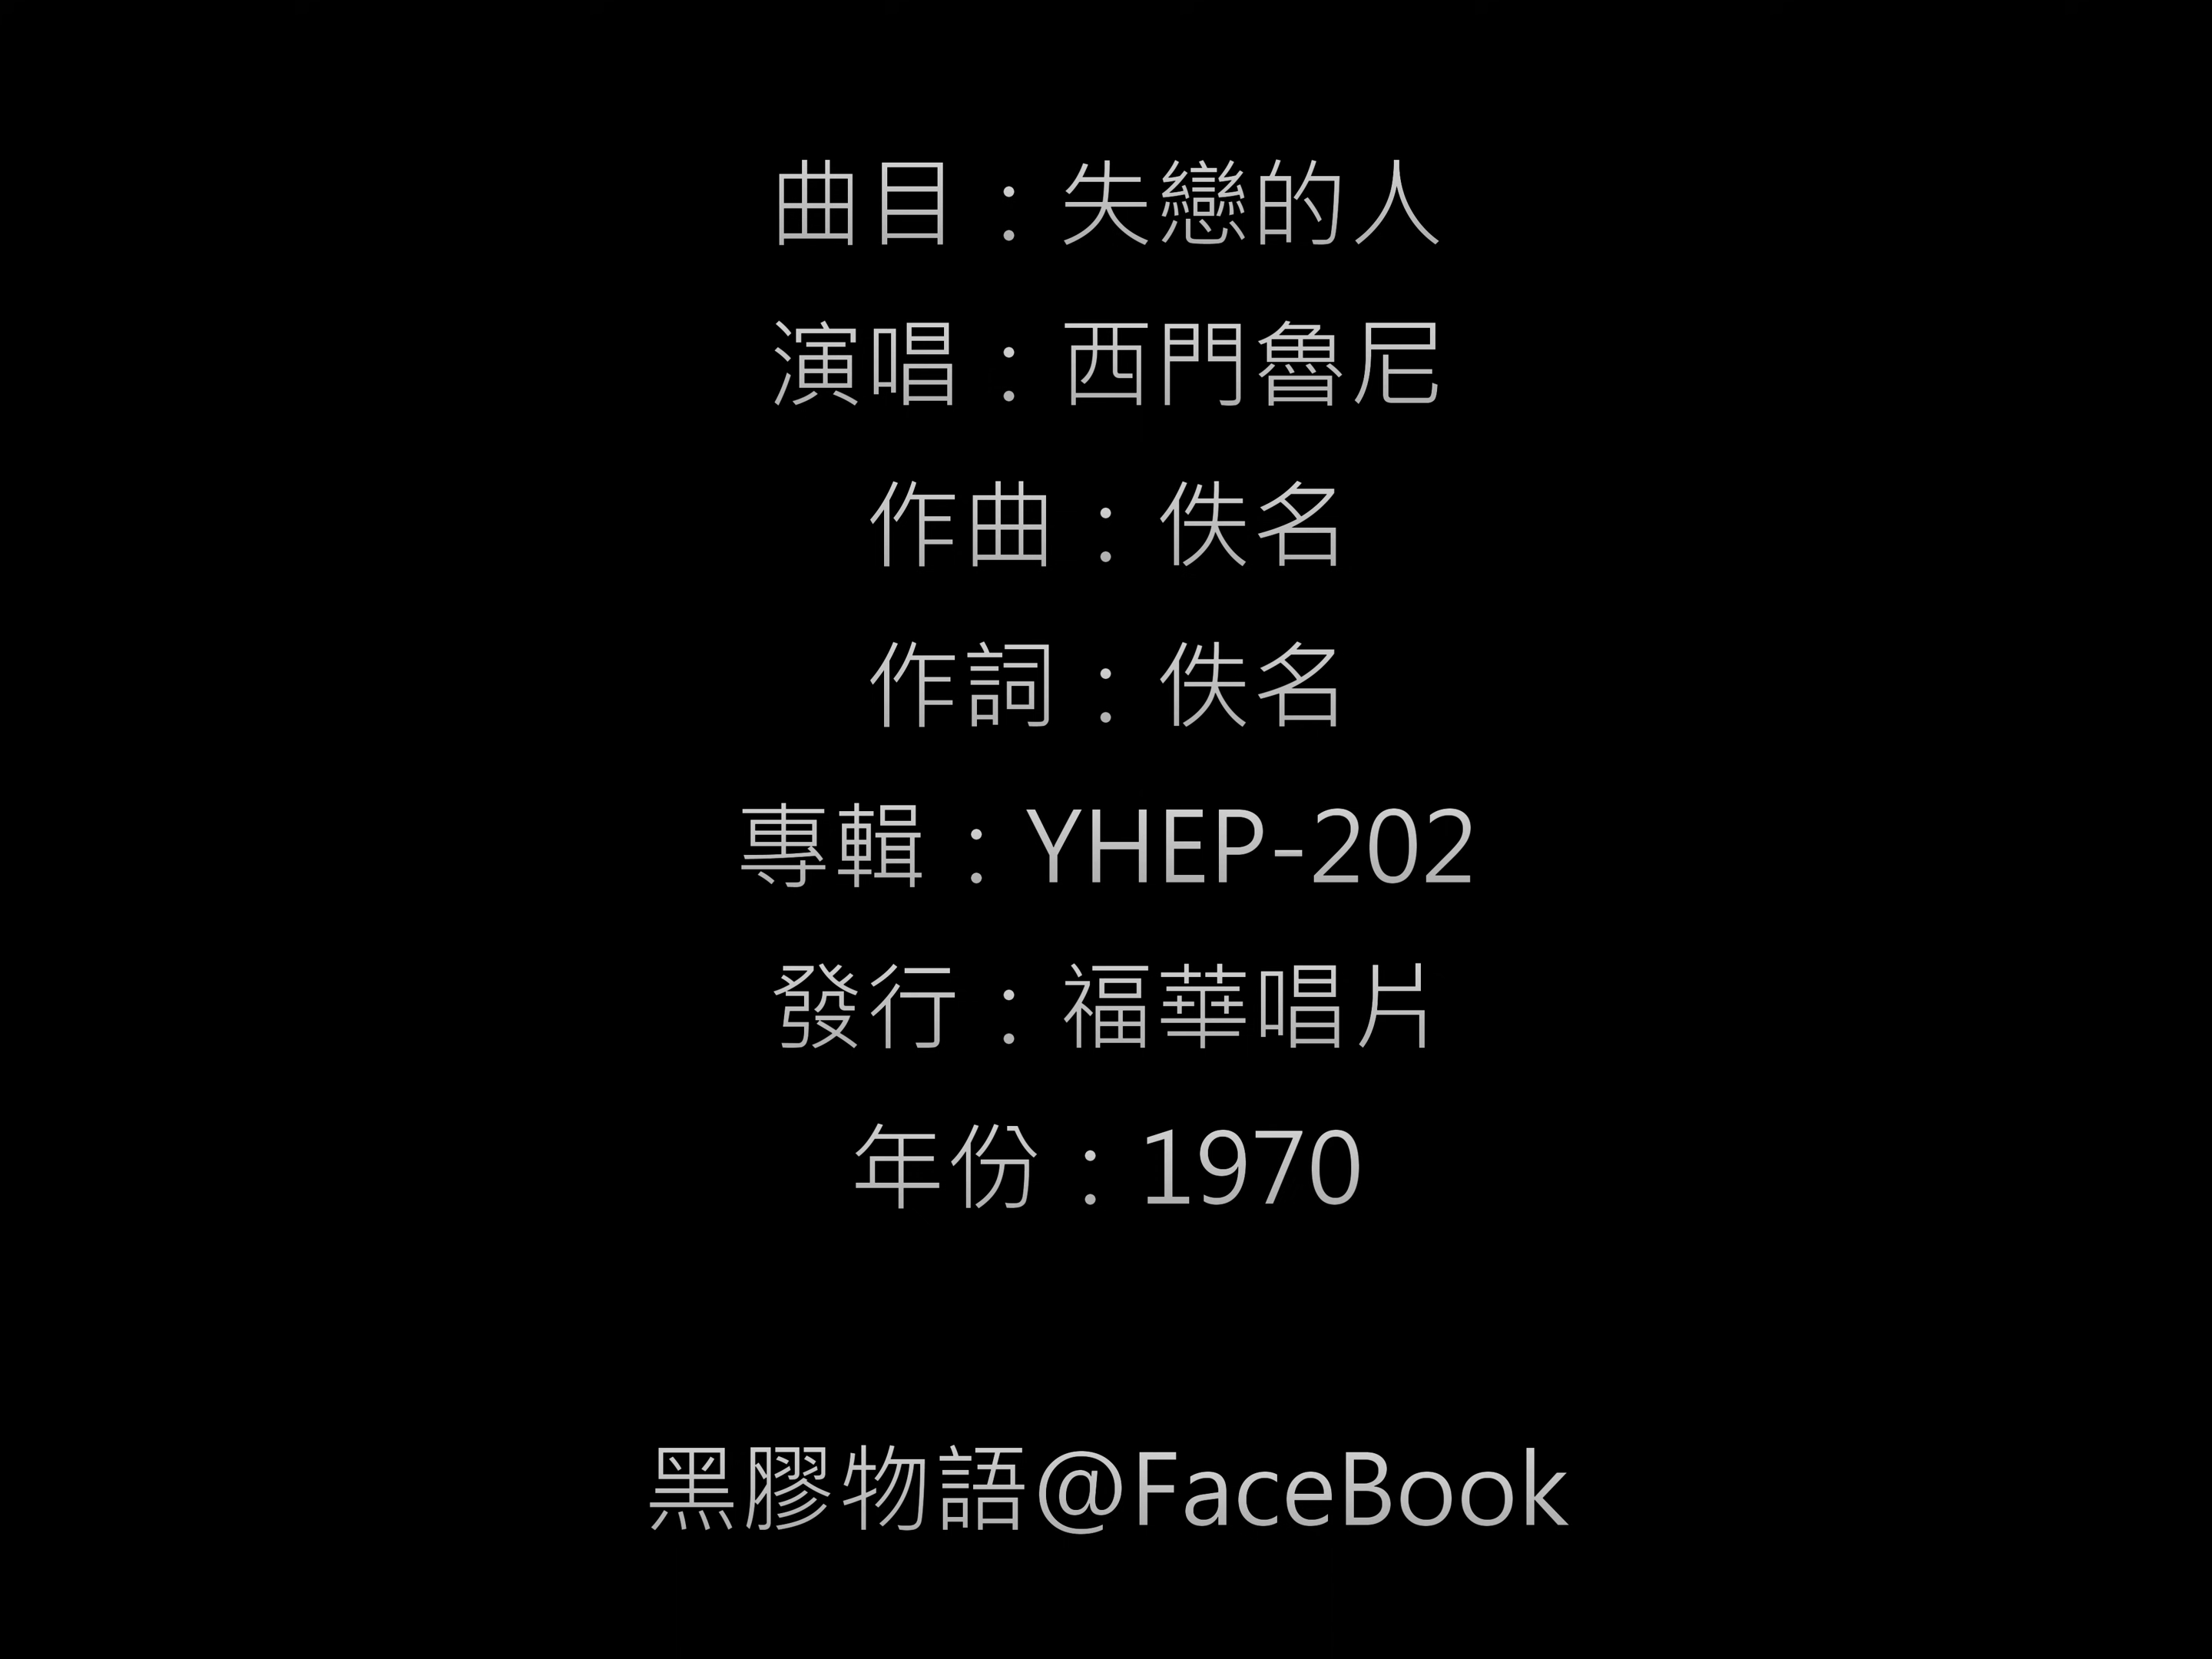 曲目：失戀的人
演唱：西門魯尼
作曲：佚名
作詞：佚名
專輯：YHEP-202
發行：福華唱片
年份：1970
黑膠物語@FaceBook